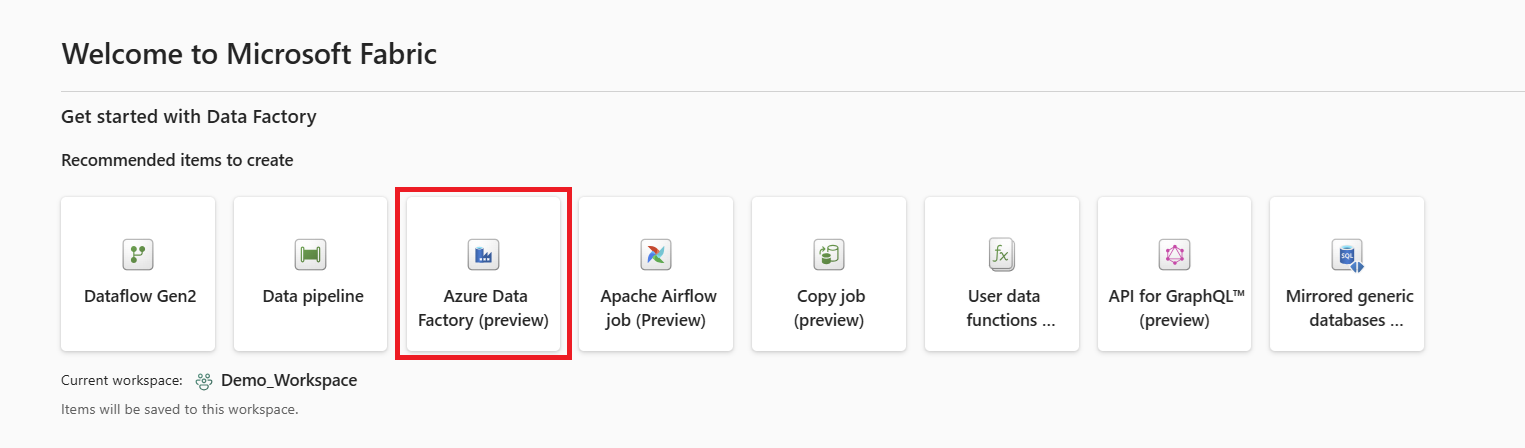 Welcome to Microsoft Fabric
Get started with Data Factory
Recommended items to create
Dataflow Gen2
Data pipeline
Azure Data
Factory (preview)
Apache Airflow
job (Preview)
Copy job
(preview)
fx
User data
functions ...
API for GraphQL™
(preview)
SQL
Mirrored generic
databases ...
Current workspace: Demo_Workspace
Items will be saved to this workspace.